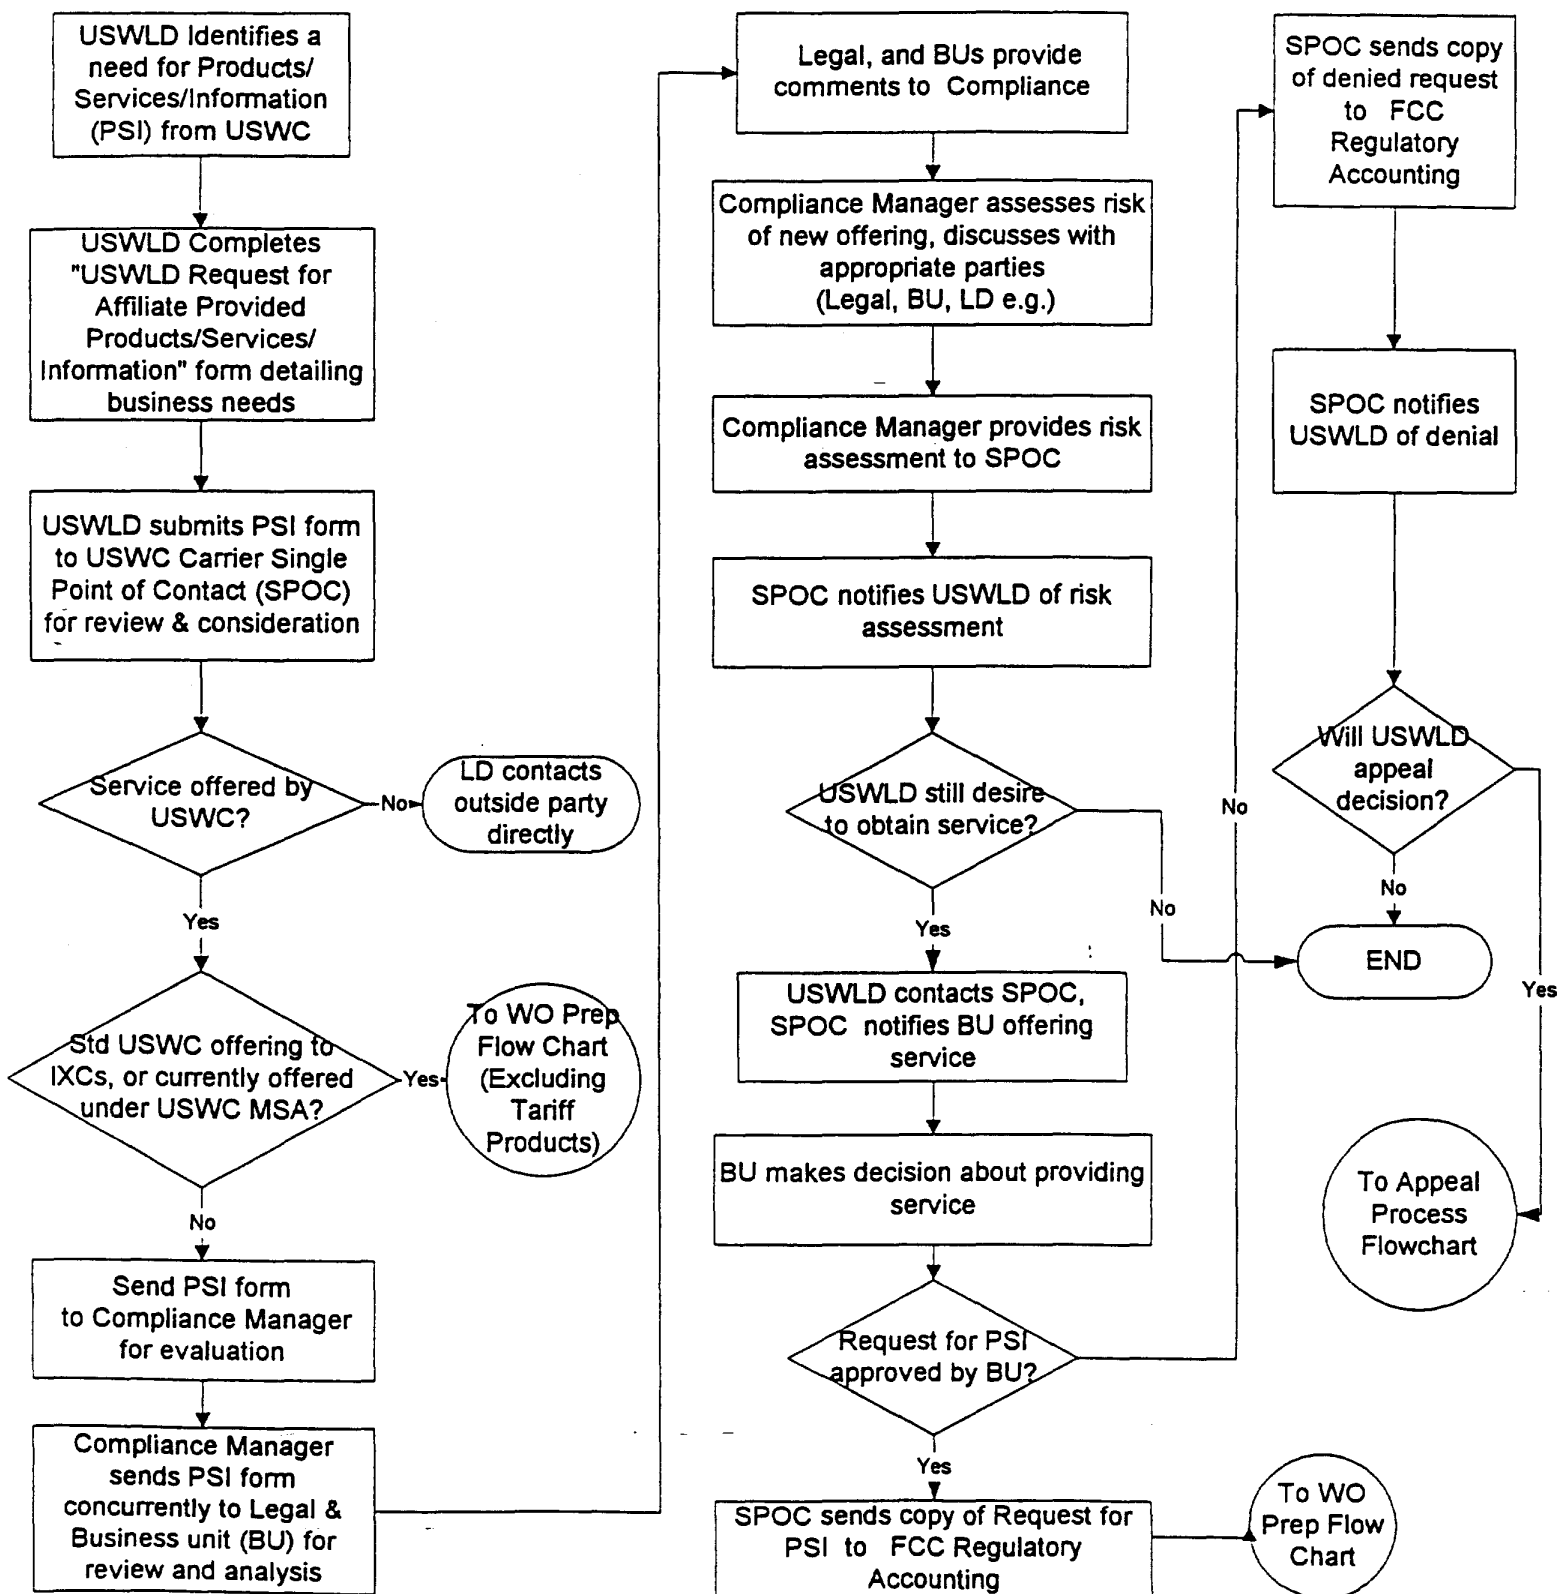 USWLD Identifies a
need for Products/
Services/Information
(PSI) from USWC
USWLD Completes
"USWLD Request for
Affiliate Provided
Products/Services/
Information" form detailing
business needs
USWLD submits PSI form
to USWC Carrier Single
Point of Contact (SPOC)
for review & consideration
Service offered by
USWC?
No
LD contacts
outside party
directly
Yes
Std USWC offering to
IXCs, or currently offered
under USWC MSA?
Yes
To WO Prep
Flow Chart
(Excluding
Tariff
Products)
No
Send PSI form
to Compliance Manager
for evaluation
Compliance Manager
sends PSI form
concurrently to Legal &
Business unit (BU) for
review and analysis
Legal, and BUs provide
comments to Compliance
Compliance Manager assesses risk
of new offering, discusses with
appropriate parties
(Legal, BU, LD e.g.)
Compliance Manager provides risk
assessment to SPOC
SPOC notifies USWLD of risk
assessment
USWLD still desire
to obtain service?
No
Yes
USWLD contacts SPOC,
SPOC notifies BU offering
service
BU makes decision about providing
service
Request for PSI
approved by BU?
No
Yes
SPOC sends copy of Request for
PSI to FCC Regulatory
Accounting
To WO
Prep Flow
Chart
SPOC sends copy
of denied request
to FCC
Regulatory
Accounting
SPOC notifies
USWLD of denial
Will USWLD
appeal
decision?
No
END
Yes
To Appeal
Process
Flowchart